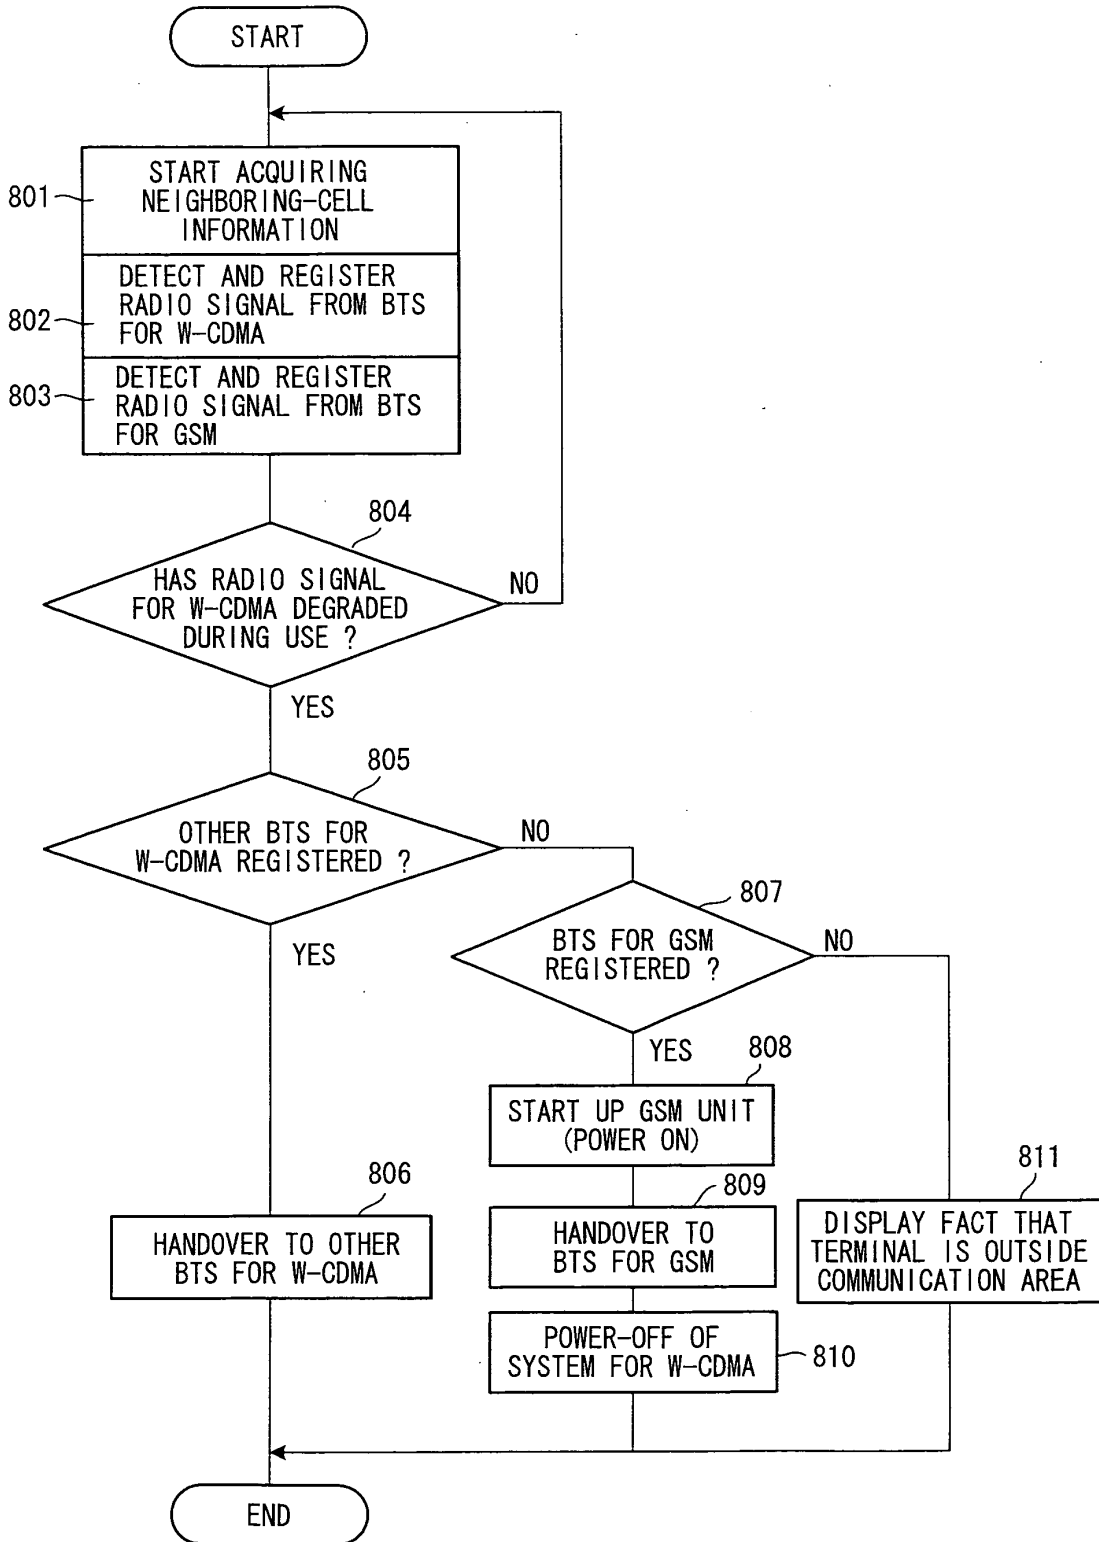 START
801
START ACQUIRING
NEIGHBORING-CELL
INFORMATION
802
DETECT AND REGISTER
RADIO SIGNAL FROM BTS
FOR W-CDMA
803
DETECT AND REGISTER
RADIO SIGNAL FROM BTS
FOR GSM
804
HAS RADIO SIGNAL
FOR W-CDMA DEGRADED
DURING USE ?
NO
YES
805
OTHER BTS FOR
W-CDMA REGISTERED ?
NO
YES
807
BTS FOR GSM
REGISTERED ?
NO
YES
808
START UP GSM UNIT
(POWER ON)
806
HANDOVER TO OTHER
BTS FOR W-CDMA
809
HANDOVER TO
BTS FOR GSM
811
DISPLAY FACT THAT
TERMINAL IS OUTSIDE
COMMUNICATION AREA
POWER-OFF OF
SYSTEM FOR W-CDMA
810
END